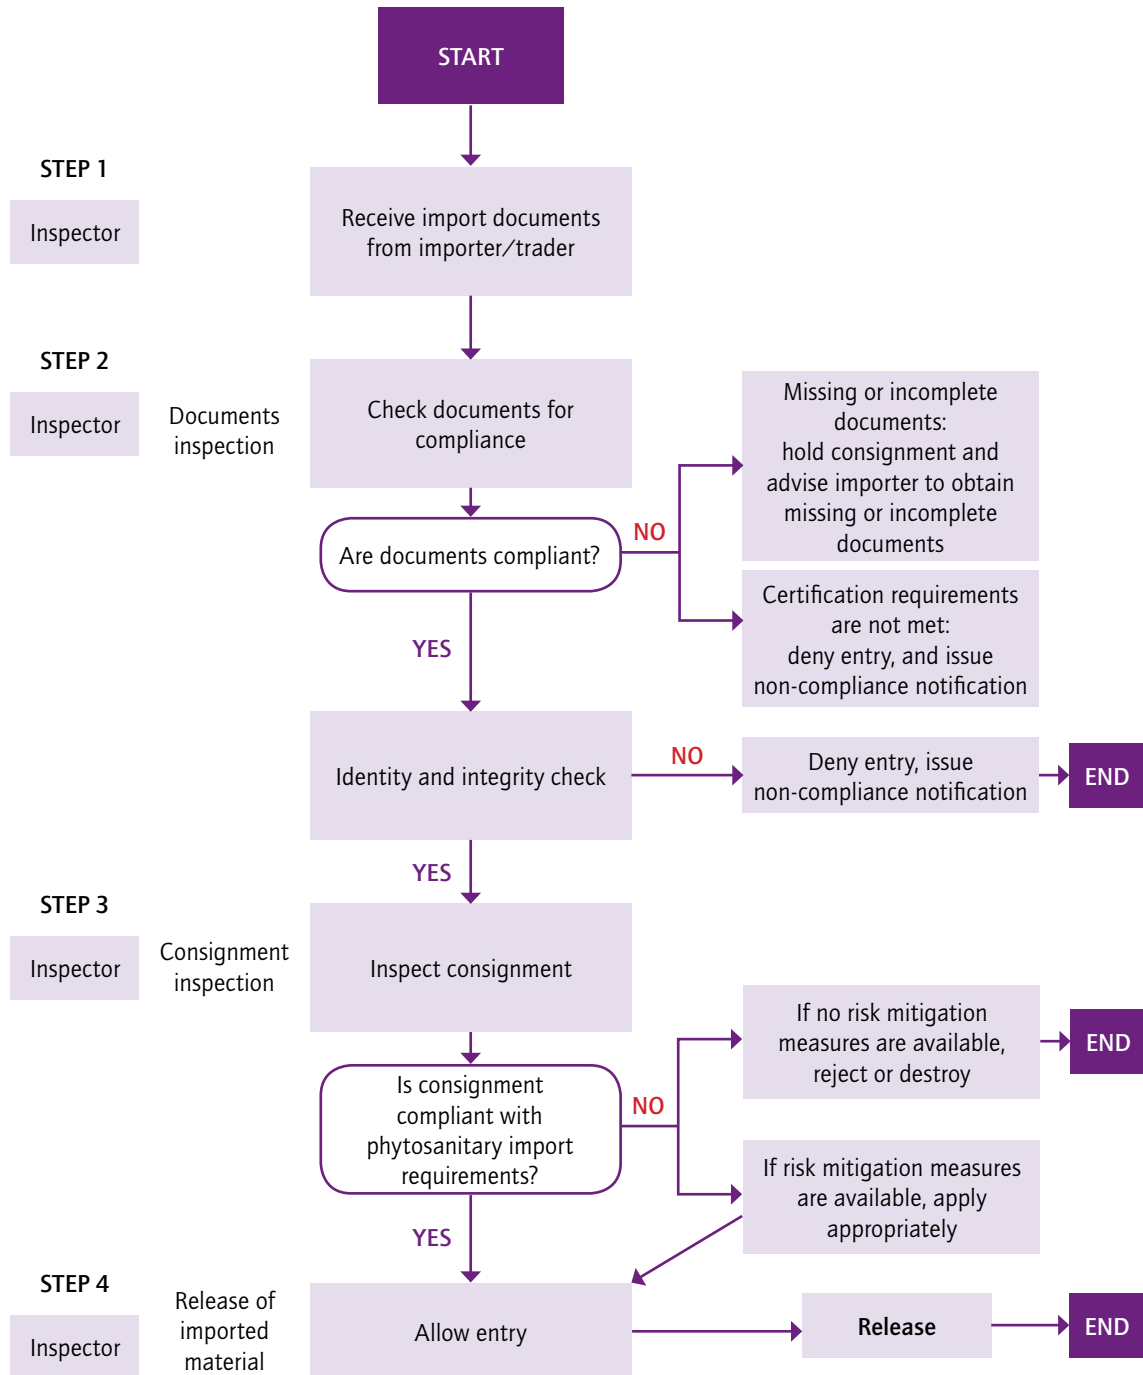 START
STEP 1
Inspector
Receive import documents
from importer/trader
STEP 2
Inspector
Documents
inspection
Check documents for
compliance
Missing or incomplete
documents:
hold consignment and
advise importer to obtain
missing or incomplete
documents
Are documents compliant?
NO
Certification requirements
are not met:
deny entry, and issue
non-compliance notification
YES
Identity and integrity check
NO
Deny entry, issue
non-compliance notification
END
YES
STEP 3
Inspector
Consignment
inspection
Inspect consignment
If no risk mitigation
measures are available,
reject or destroy
END
Is consignment
compliant with
phytosanitary import
requirements?
NO
If risk mitigation measures
are available, apply
appropriately
YES
STEP 4
Inspector
Release of
imported
material
Allow entry
Release
END